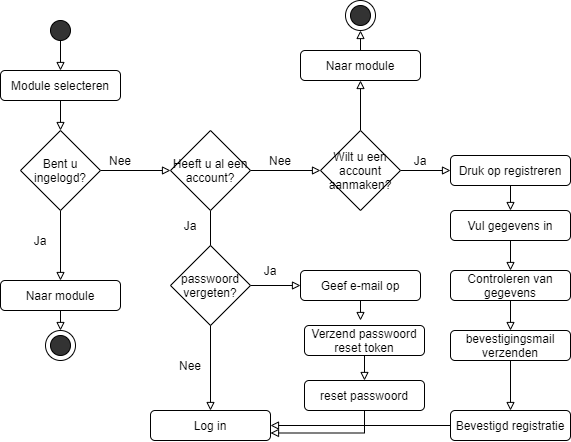 Naar module
Module selecteren
Bent u
ingelogd?
Nee
Heeft u al een
account?
Nee
Wilt u een
account
aanmaken?
Ja
Druk op registreren
Vul gegevens in
Ja
Ja
Naar module
passwoord
vergeten?
Ja
Geef e-mail op
Controleren van
gegevens
Verzend passwoord
reset token
bevestigingsmail
verzenden
Nee
reset passwoord
Log in
Bevestigd registratie